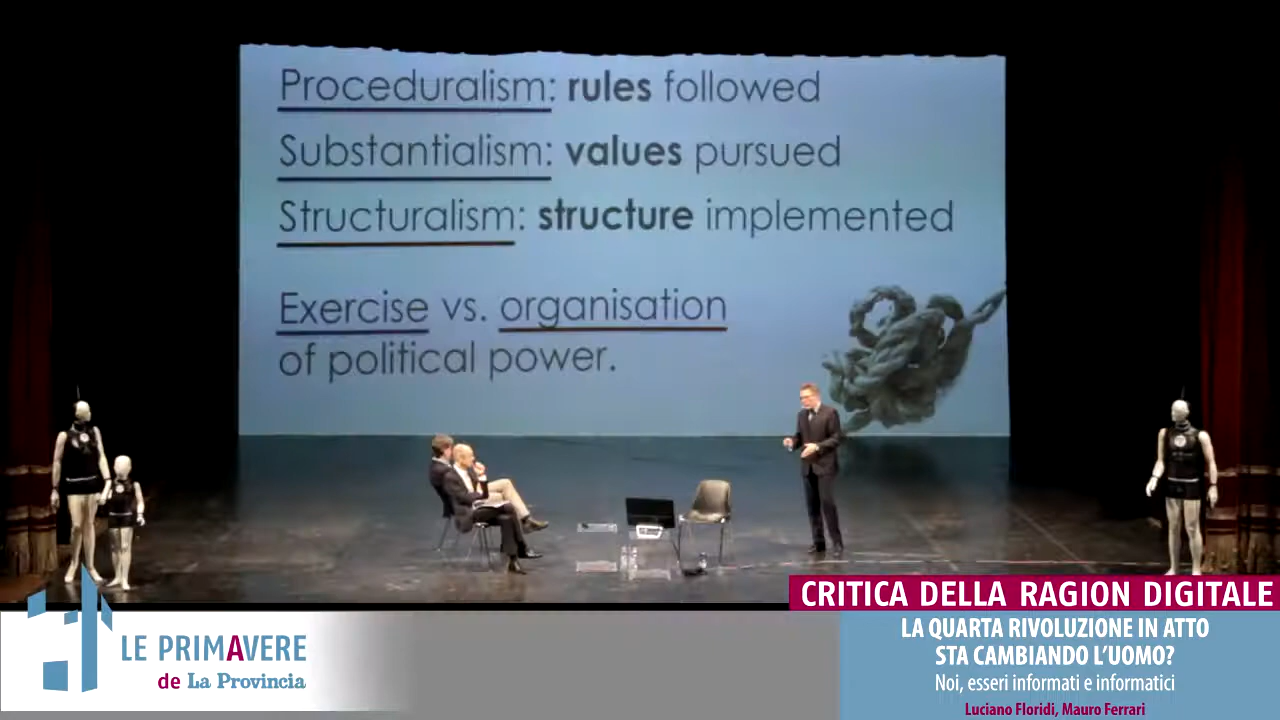 Proceduralism: rules followed
Substantialism: values pursued
Structuralism: structure implemented
Exercise vs. organisation
of political power.
CRITICA DELLA RAGION DIGITALE
LA QUARTA RIVOLUZIONE IN ATTO
STA CAMBIANDO L'UOMO?
Noi, esseri informati e informatici
Luciano Floridi, Mauro Ferrari
LE PRIMAVERE
de La Provincia